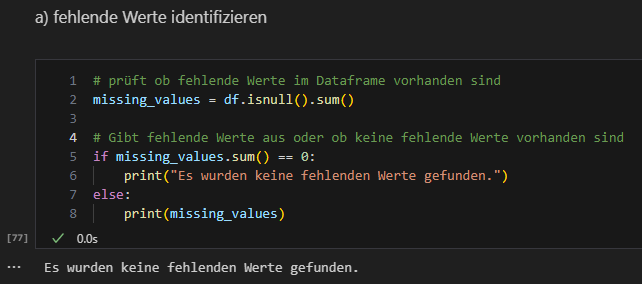 a) fehlende Werte identifizieren
1 # prüft ob fehlende Werte im Dataframe vorhanden sind
2 missing_values = df.isnull().sum()
3
4 # Gibt fehlende Werte aus oder ob keine fehlende Werte vorhanden sind
5 if missing_values.sum() == 0:
6     print("Es wurden keine fehlenden Werte gefunden.")
7 else:
8     print(missing_values)
[77] ✓ 0.0s
... Es wurden keine fehlenden Werte gefunden.